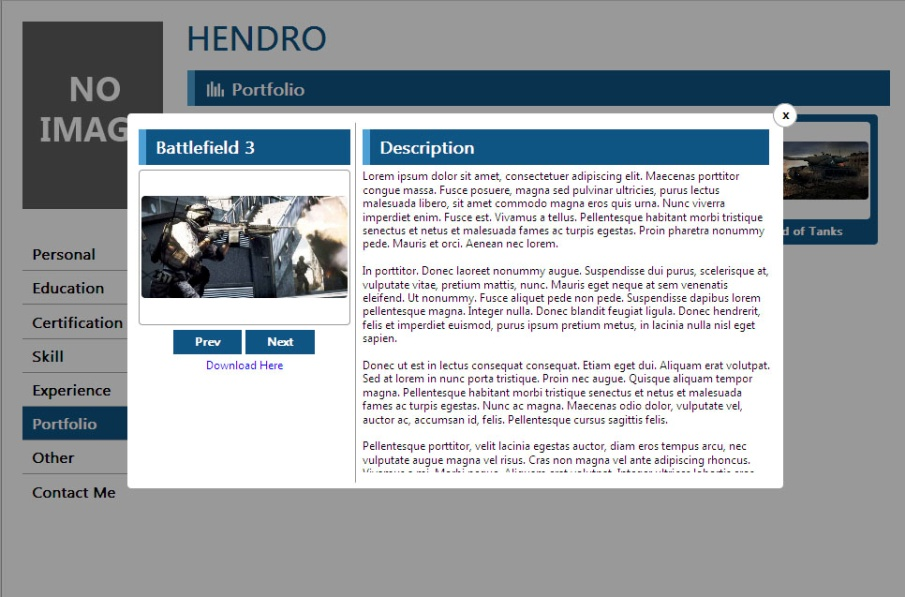 HENDRO
NO
IMAG
Portfolio
Personal
Education
Certification
Skill
Experience
Portfolio
Other
Contact Me
x
Battlefield 3
Prev
Next
Download Here
Description
Lorem ipsum dolor sit amet, consectetuer adipiscing elit. Maecenas porttitor
congue massa. Fusce posuere, magna sed pulvinar ultricies, purus lectus
malesuada libero, sit amet commodo magna eros quis urna. Nunc viverra
imperdiet enim. Fusce est. Vivamus a tellus. Pellentesque habitant morbi tristique
senectus et netus et malesuada fames ac turpis egestas. Proin pharetra nonummy
pede. Mauris et orci. Aenean nec lorem.
In porttitor. Donec laoreet nonummy augue. Suspendisse dui purus, scelerisque at,
vulputate vitae, pretium mattis, nunc. Mauris eget neque at sem venenatis
eleifend. Ut nonummy. Fusce aliquet pede non pede. Suspendisse dapibus lorem
pellentesque magna. Integer nulla. Donec blandit feugiat ligula. Donec hendrerit,
felis et imperdiet euismod, purus ipsum pretium metus, in lacinia nulla nisl eget
sapien.
Donec ut est in lectus consequat consequat. Etiam eget dui. Aliquam erat volutpat.
Sed at lorem in nunc porta tristique. Proin nec augue. Quisque aliquam tempor
magna. Pellentesque habitant morbi tristique senectus et netus et malesuada
fames ac turpis egestas. Nunc ac magna. Maecenas odio dolor, vulputate vel,
auctor ac, accumsan id, felis. Pellentesque cursus sagittis felis.
Pellentesque porttitor, velit lacinia egestas auctor, diam eros tempus arcu, nec
vulputate augue magna vel risus. Cras non magna vel ante adipiscing rhoncus.
d of Tanks